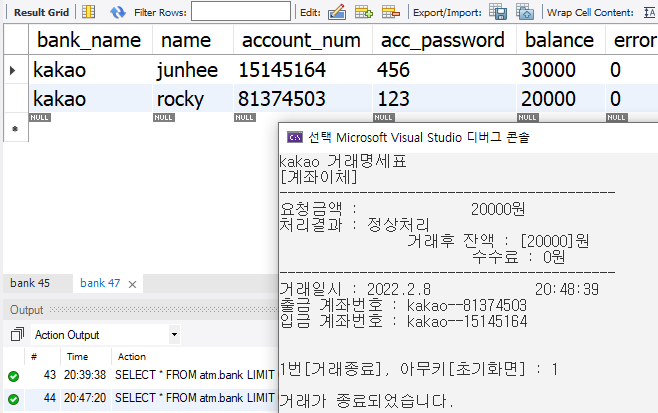 Result Grid Filter Rows: Edit: Export/Import: Wrap Cell Content:
bank_name name account_num acc_password balance error
kakao junhee 15145164 456 30000 0
kakao rocky 81374503 123 20000 0
NULL NULL NULL NULL NULL NULL
선택 Microsoft Visual Studio 디버그 콘솔
kakao 거래명세표
[계좌이체]
------------------------------------------
요청금액 : 20000원
처리결과 : 정상처리
거래후 잔액 : [20000]원
수수료 : 0원
------------------------------------------
거래일시 : 2022.2.8 20:48:39
출금 계좌번호 : kakao--81374503
입금 계좌번호 : kakao--15145164
1번[거래종료], 아무키[초기화면] : 1
거래가 종료되었습니다.
bank 45 bank 47
Output
Action Output
# Time Action
43 20:39:38 SELECT * FROM atm.bank LIMIT
44 20:47:20 SELECT * FROM atm.bank LIMIT